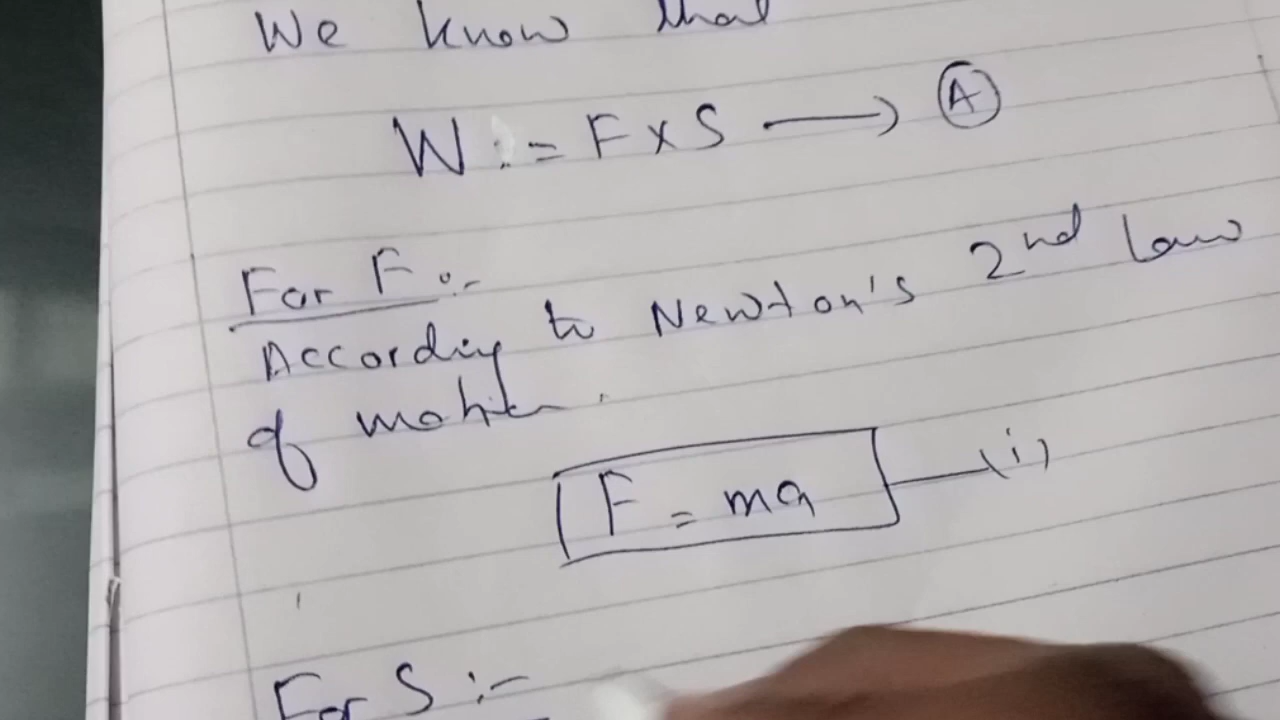 We know that
W := F x S → (A)
For F :-
According to Newton's 2nd law
of motion.
F = ma —(i)
For S :-